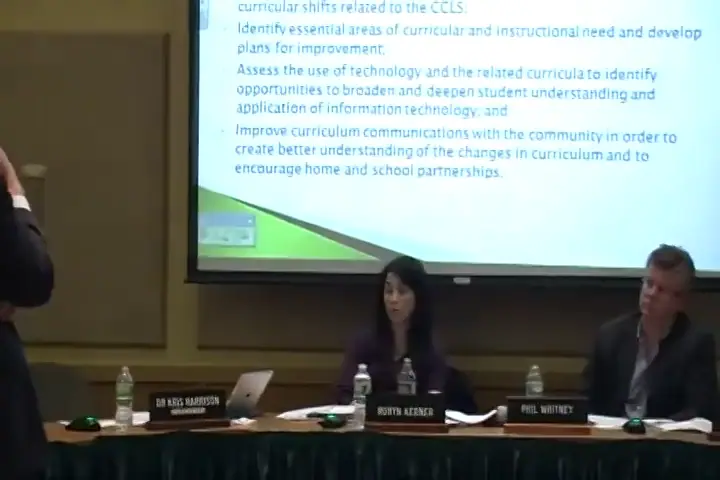 curricular shifts related to the CCLS.
Identify essential areas of curricular and instructional need and develop
plans for improvement;
Assess the use of technology and the related curricula to identify
opportunities to broaden and deepen student understanding and
application of information technology; and
Improve curriculum communications with the community in order to
create better understanding of the changes in curriculum and to
encourage home and school partnerships.
DR KRIS HARRISON
ROBYN KERNER
PHIL WHITNEY